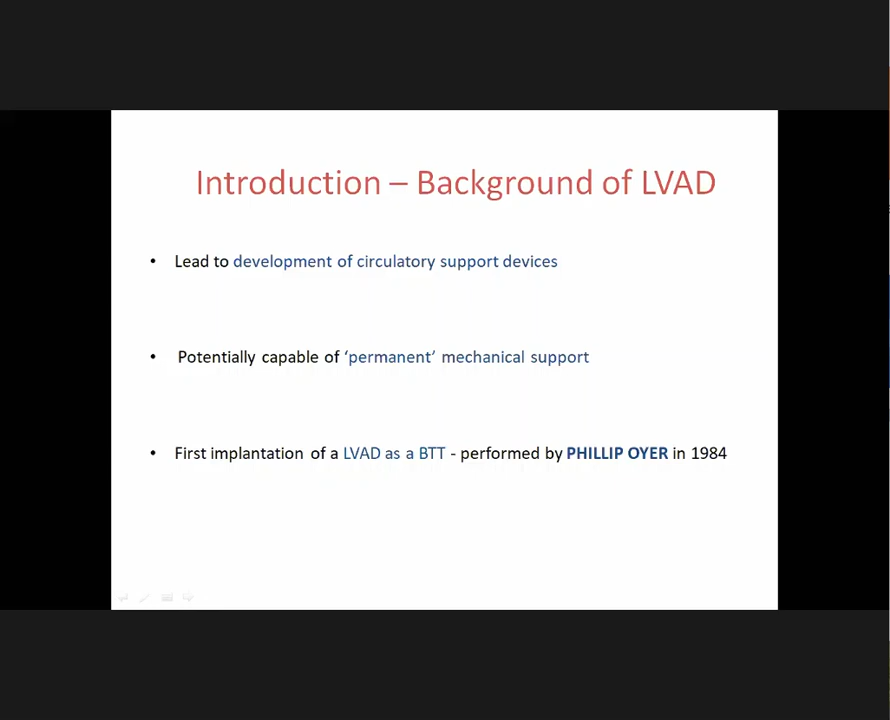 Introduction – Background of LVAD
• Lead to development of circulatory support devices
• Potentially capable of ‘permanent’ mechanical support
• First implantation of a LVAD as a BTT - performed by PHILLIP OYER in 1984